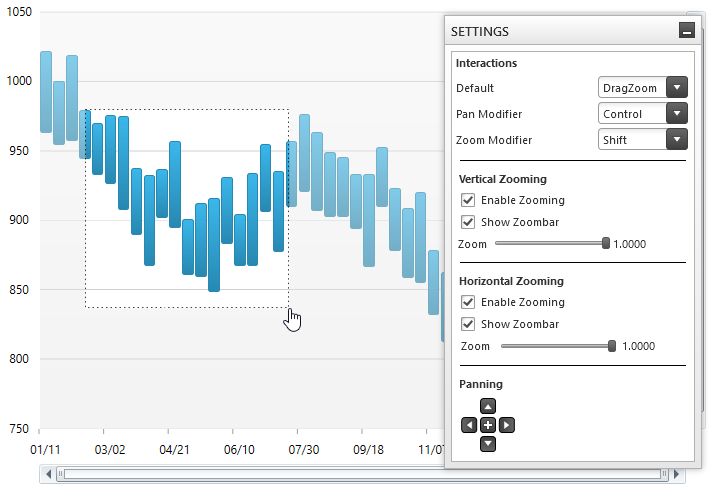 1050
1000
950
900
850
800
750
01/11 03/02 04/21 06/10 07/30 09/18 11/07
SETTINGS
Interactions
Default DragZoom
Pan Modifier Control
Zoom Modifier Shift
Vertical Zooming
Enable Zooming
Show Zoombar
Zoom 1.0000
Horizontal Zooming
Enable Zooming
Show Zoombar
Zoom 1.0000
Panning